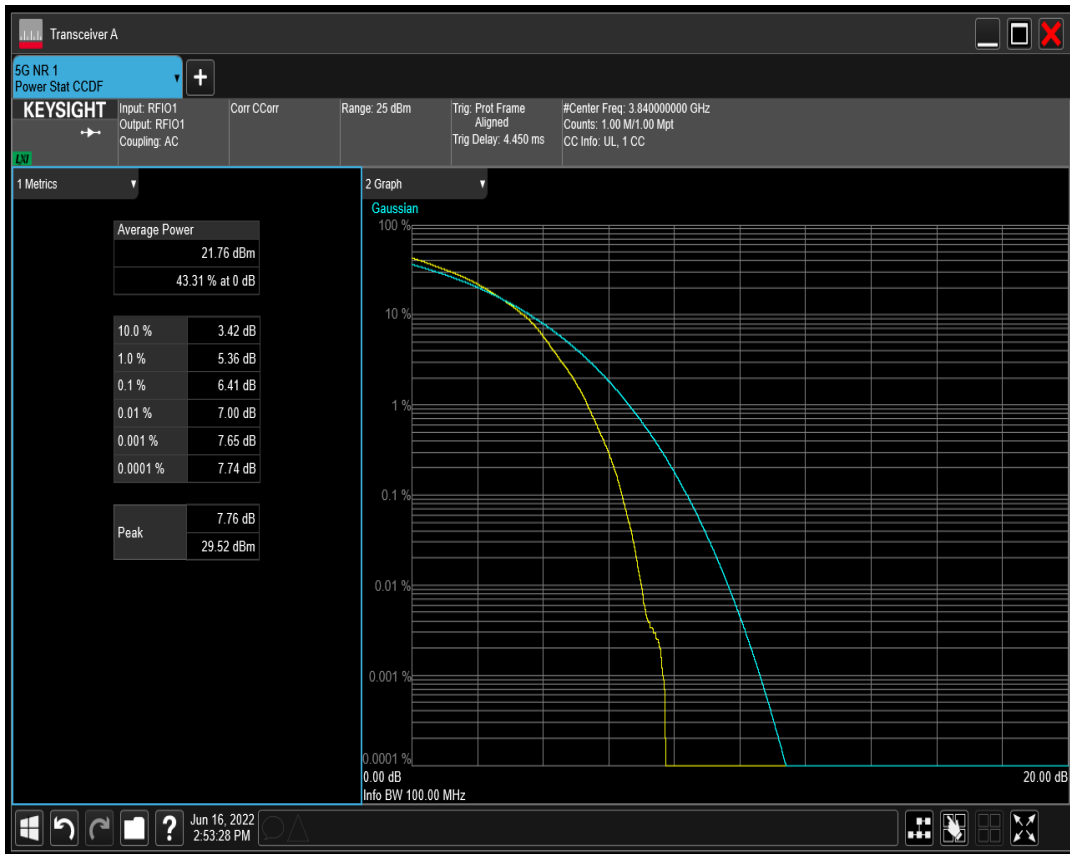 Transceiver A
5G NR 1
Power Stat CCDF
+
KEYSIGHT
LXI
Input: RFIO1
Output: RFIO1
Coupling: AC
Corr CCorr
Range: 25 dBm
Trig: Prot Frame
Aligned
Trig Delay: 4.450 ms
#Center Freq: 3.840000000 GHz
Counts: 1.00 M/1.00 Mpt
CC Info: UL, 1 CC
1 Metrics
Average Power
21.76 dBm
43.31 % at 0 dB
10.0 % 3.42 dB
1.0 % 5.36 dB
0.1 % 6.41 dB
0.01 % 7.00 dB
0.001 % 7.65 dB
0.0001 % 7.74 dB
Peak
7.76 dB
29.52 dBm
2 Graph
Gaussian
100 %
10 %
1 %
0.1 %
0.01 %
0.001 %
0.0001 %
0.00 dB 20.00 dB
Info BW 100.00 MHz
?
Jun 16, 2022
2:53:28 PM